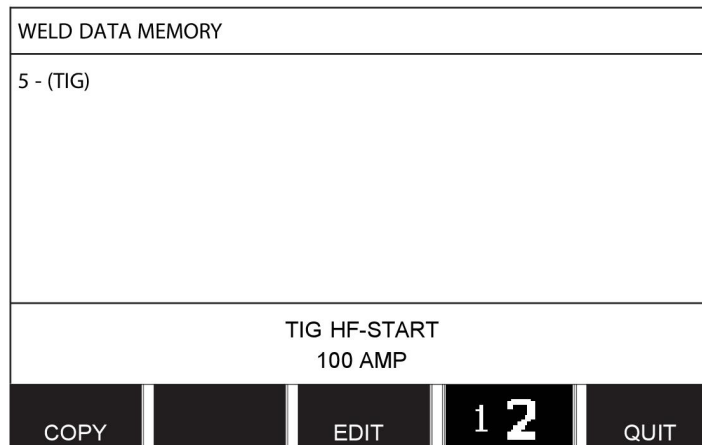 WELD DATA MEMORY
5 - (TIG)
TIG HF-START
100 AMP
COPY EDIT 1 2 QUIT